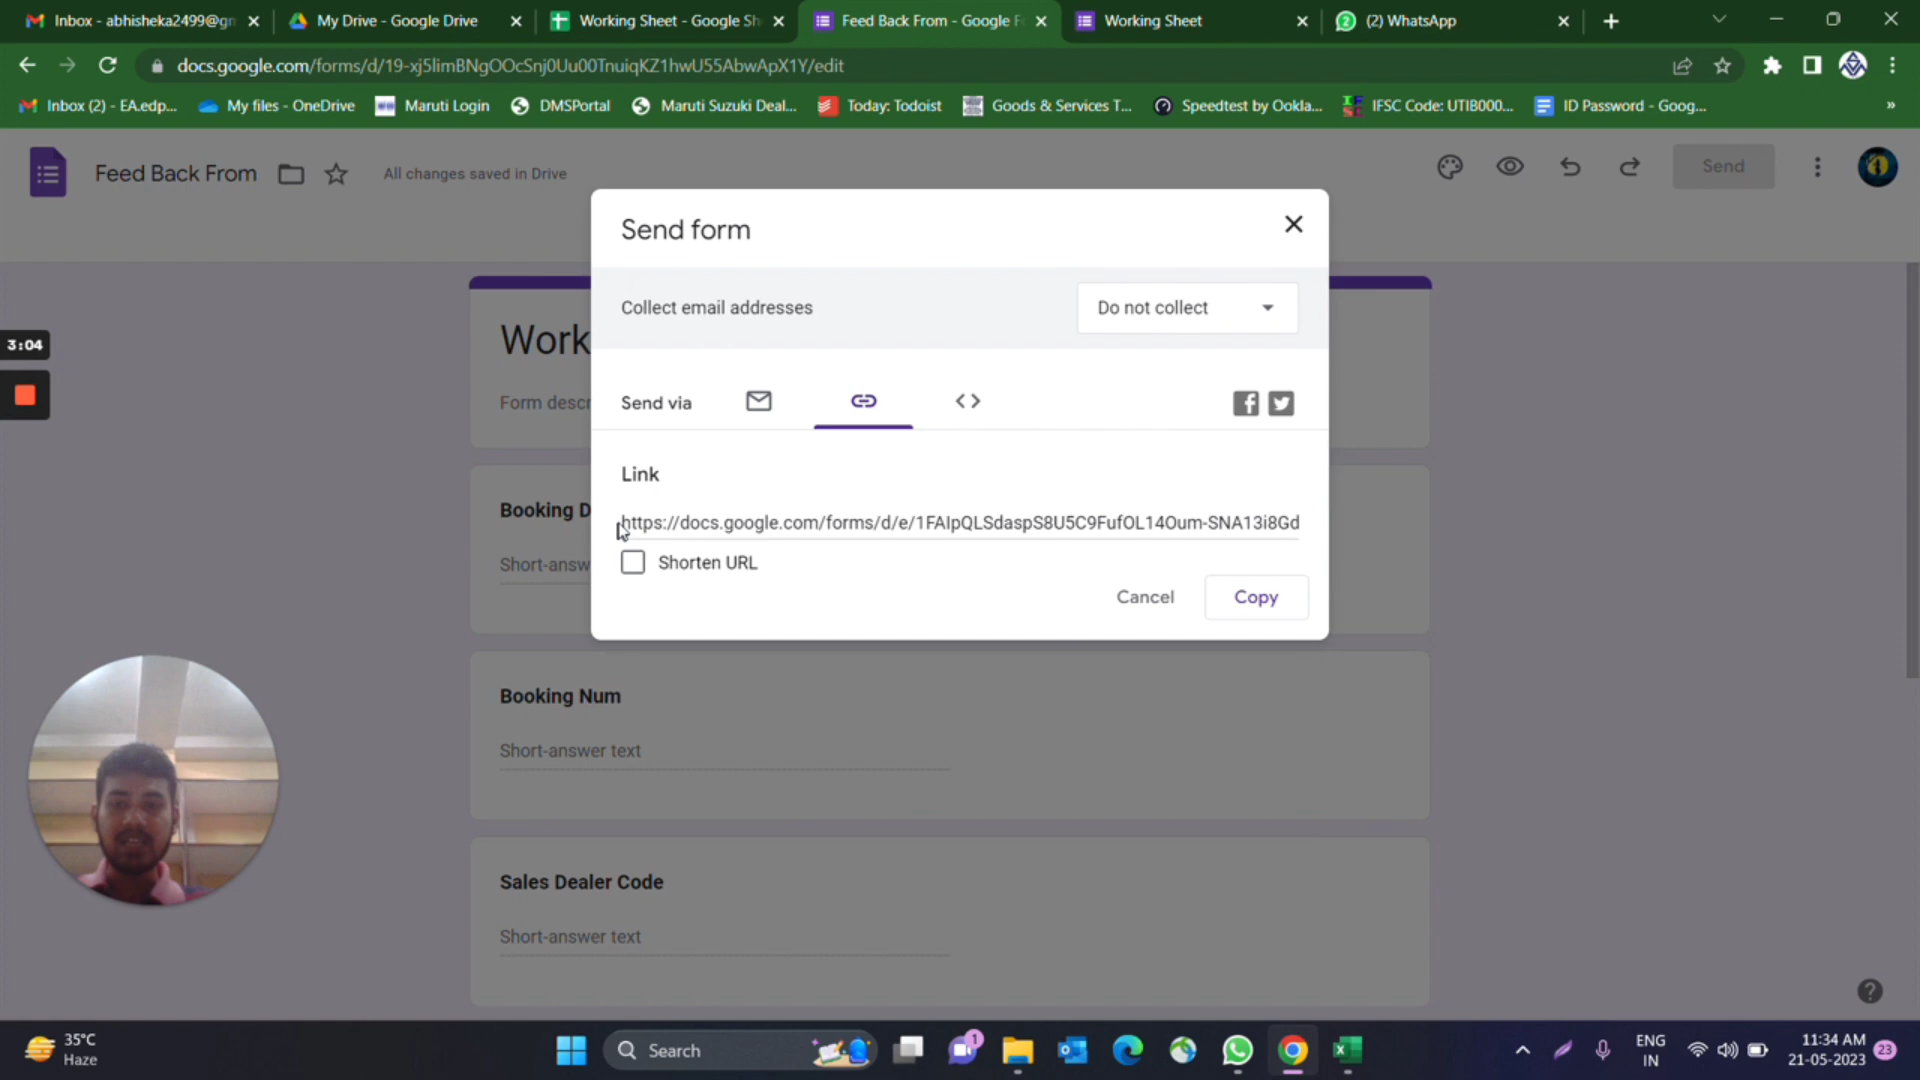 Inbox - abhisheka2499@gm
My Drive - Google Drive
Working Sheet - Google Sh
Feed Back From - Google F
Working Sheet
(2) WhatsApp
docs.google.com/forms/d/19-xj5limBNgOOcSnj0Uu00TnuiqKZ1hwU55AbwApX1Y/edit
Inbox (2) - EA.edp...
My files - OneDrive
Maruti Login
DMSPortal
Maruti Suzuki Deal...
Today: Todoist
Goods & Services T...
Speedtest by Ookla...
IFSC Code: UTIB000...
ID Password - Goog...
Feed Back From
All changes saved in Drive
Send
Send form
Collect email addresses
Do not collect
3:04
Work
Form descr
Send via
Link
https://docs.google.com/forms/d/e/1FAIpQLSdaspS8U5C9FufOL14Oum-SNA13i8Gd
Booking D
Short-answ
Shorten URL
Cancel
Copy
Booking Num
Short-answer text
Sales Dealer Code
Short-answer text
35°C
Haze
Search
1
ENG
IN
11:34 AM
21-05-2023
23